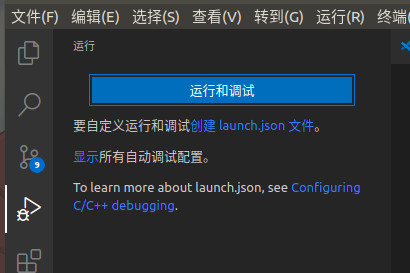 文件(F) 编辑(E) 选择(S) 查看(V) 转到(G) 运行(R) 终端
运行
运行和调试
要自定义运行和调试创建 launch.json 文件。
9
显示所有自动调试配置。
To learn more about launch.json, see Configuring
C/C++ debugging.